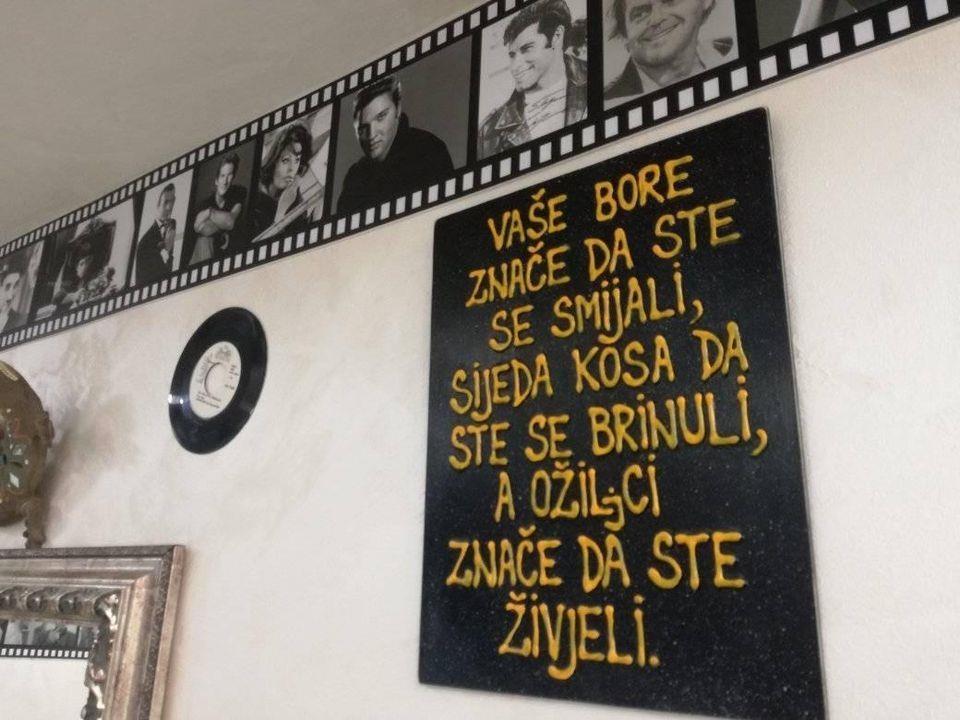 VAŠE BORE
ZNAČE DA STE
SE SMIJALI,
SIJEDA KOSA DA
STE SE BRINULI,
A OŽILJCI
ZNAČE DA STE
ŽIVJELI.